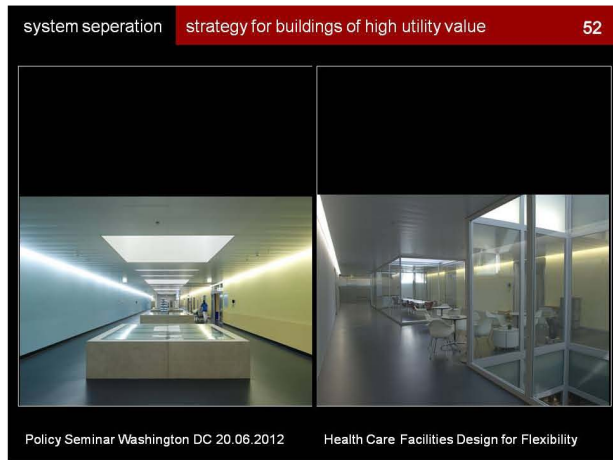 system seperation strategy for buildings of high utility value 52
Policy Seminar Washington DC 20.06.2012 Health Care Facilities Design for Flexibility